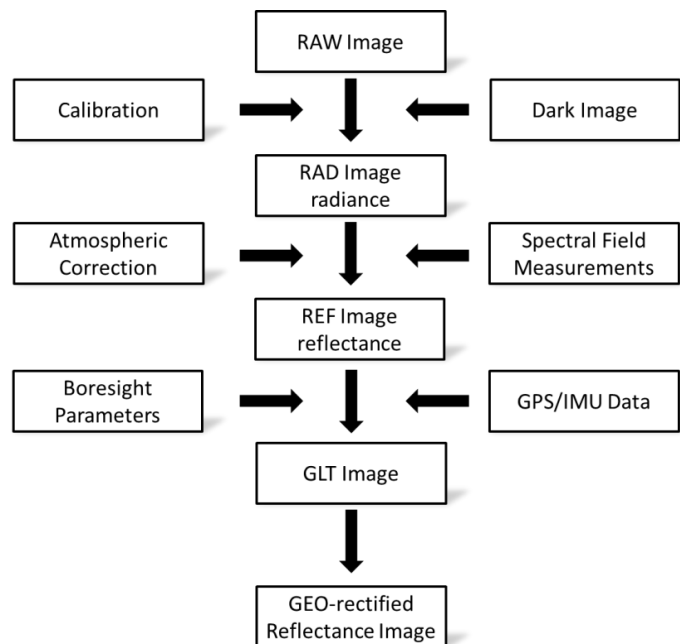 RAW Image
Calibration
Dark Image
RAD Image
radiance
Atmospheric
Correction
Spectral Field
Measurements
REF Image
reflectance
Boresight
Parameters
GPS/IMU Data
GLT Image
GEO-rectified
Reflectance Image